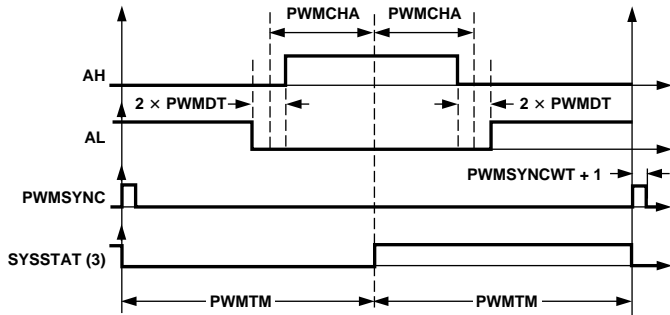 PWMCHA PWMCHA
AH
2 × PWMDT 2 × PWMDT
AL
PWMSYNCWT + 1
PWMSYNC
SYSSTAT (3)
PWMTM PWMTM